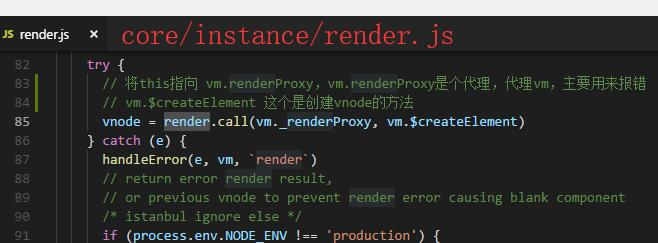 JS render.js × core/instance/render.js
82 try {
83 // 将this指向 vm.renderProxy，vm.renderProxy是个代理，代理vm，主要用来报错
84 // vm.$createElement 这个是创建vnode的方法
85 vnode = render.call(vm._renderProxy, vm.$createElement)
86 } catch (e) {
87 handleError(e, vm, `render`)
88 // return error render result,
89 // or previous vnode to prevent render error causing blank component
90 /* istanbul ignore else */
91 if (process.env.NODE_ENV !== 'production') {